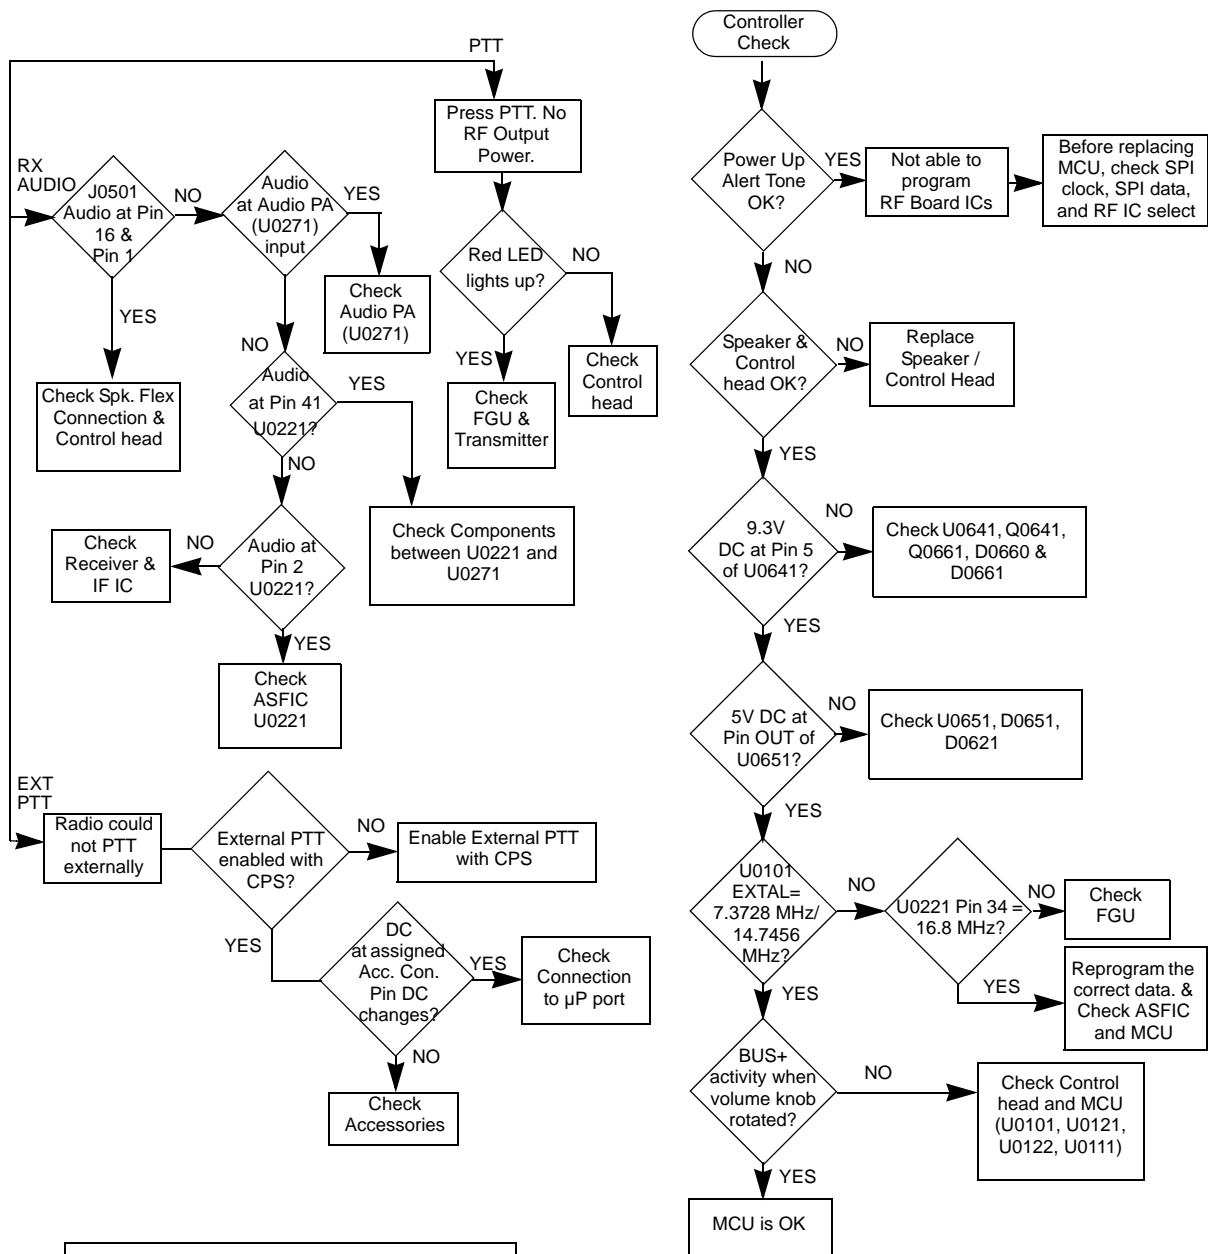 PTT
Press PTT. No
RF Output
Power.
RX
AUDIO
J0501
Audio at Pin
16 &
Pin 1
NO
Audio
at Audio PA
(U0271)
input
YES
Red LED
lights up?
NO
Check
Audio PA
(U0271)
YES
NO
YES
Check
Control
head
Check Spk. Flex
Connection &
Control head
Audio
at Pin 41
U0221?
YES
Check
FGU &
Transmitter
NO
Check
Receiver &
IF IC
NO
Audio at
Pin 2
U0221?
Check Components
between U0221 and
U0271
YES
Check
ASFIC
U0221
EXT
PTT
Radio could
not PTT
externally
External PTT
enabled with
CPS?
NO
Enable External PTT
with CPS
YES
DC
at assigned
Acc. Con.
Pin DC
changes?
YES
Check
Connection
to µP port
NO
Check
Accessories
Controller
Check
Power Up
Alert Tone
OK?
YES
Not able to
program
RF Board ICs
Before replacing
MCU, check SPI
clock, SPI data,
and RF IC select
NO
Speaker &
Control
head OK?
NO
Replace
Speaker /
Control Head
YES
9.3V
DC at Pin 5
of U0641?
NO
Check U0641, Q0641,
Q0661, D0660 &
D0661
YES
5V DC at
Pin OUT of
U0651?
NO
Check U0651, D0651,
D0621
YES
U0101
EXTAL=
7.3728 MHz/
14.7456
MHz?
NO
U0221 Pin 34 =
16.8 MHz?
NO
Check
FGU
YES
Reprogram the
correct data. &
Check ASFIC
and MCU
YES
BUS+
activity when
volume knob
rotated?
NO
Check Control
head and MCU
(U0101, U0121,
U0122, U0111)
YES
MCU is OK